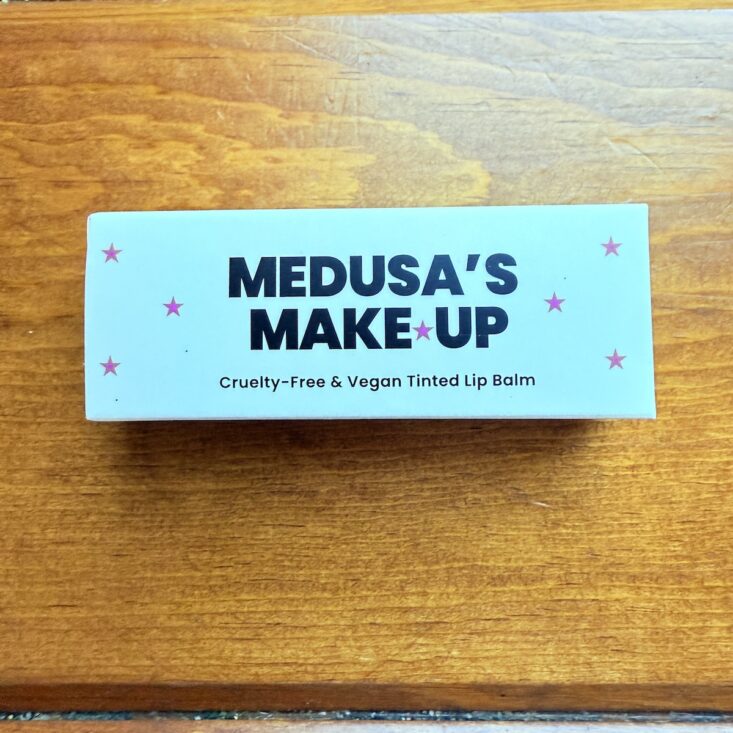 MEDUSA'S
MAKE★UP
Cruelty-Free & Vegan Tinted Lip Balm